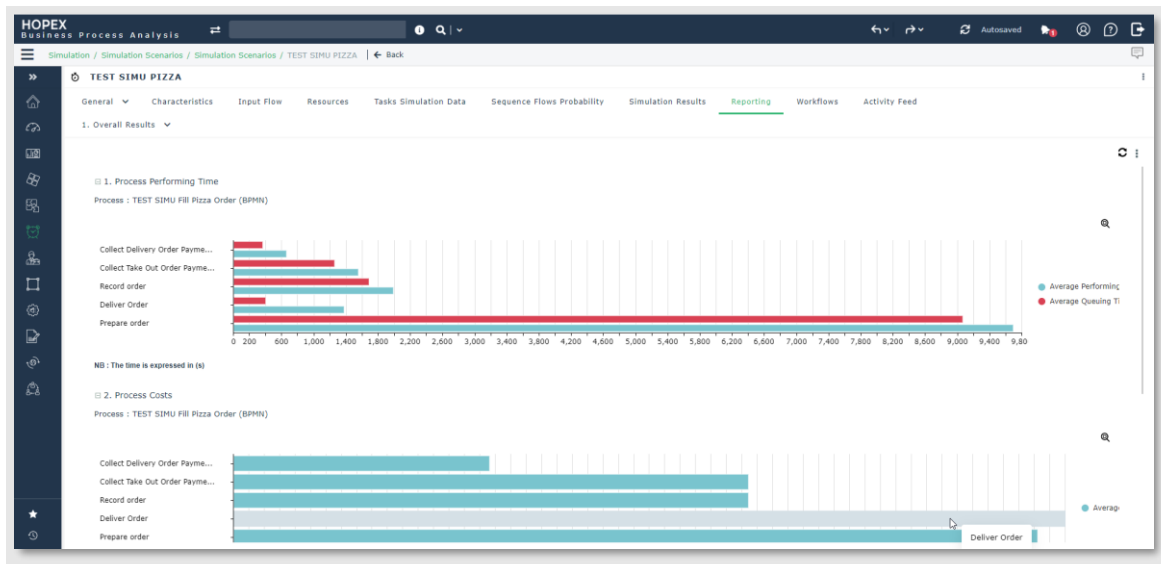 HOPEX
Business Process Analysis
Autosaved
1
Simulation / Simulation Scenarios / Simulation Scenarios / TEST SIMU PIZZA
Back
TEST SIMU PIZZA
General Characteristics Input Flow Resources Tasks Simulation Data Sequence Flows Probability Simulation Results Reporting Workflows Activity Feed
1. Overall Results
1. Process Performing Time
Process : TEST SIMU Fill Pizza Order (BPMN)
Collect Delivery Order Payme...
Collect Take Out Order Payme...
Record order
Deliver Order
Prepare order
Average Performing
Average Queuing Ti
0 200 600 1,000 1,400 1,800 2,200 2,600 3,000 3,400 3,800 4,200 4,600 5,000 5,400 5,800 6,200 6,600 7,000 7,400 7,800 8,200 8,600 9,000 9,400 9,80
NB : The time is expressed in (s)
2. Process Costs
Process : TEST SIMU Fill Pizza Order (BPMN)
Collect Delivery Order Payme...
Collect Take Out Order Payme...
Record order
Deliver Order
Prepare order
Averag
Deliver Order